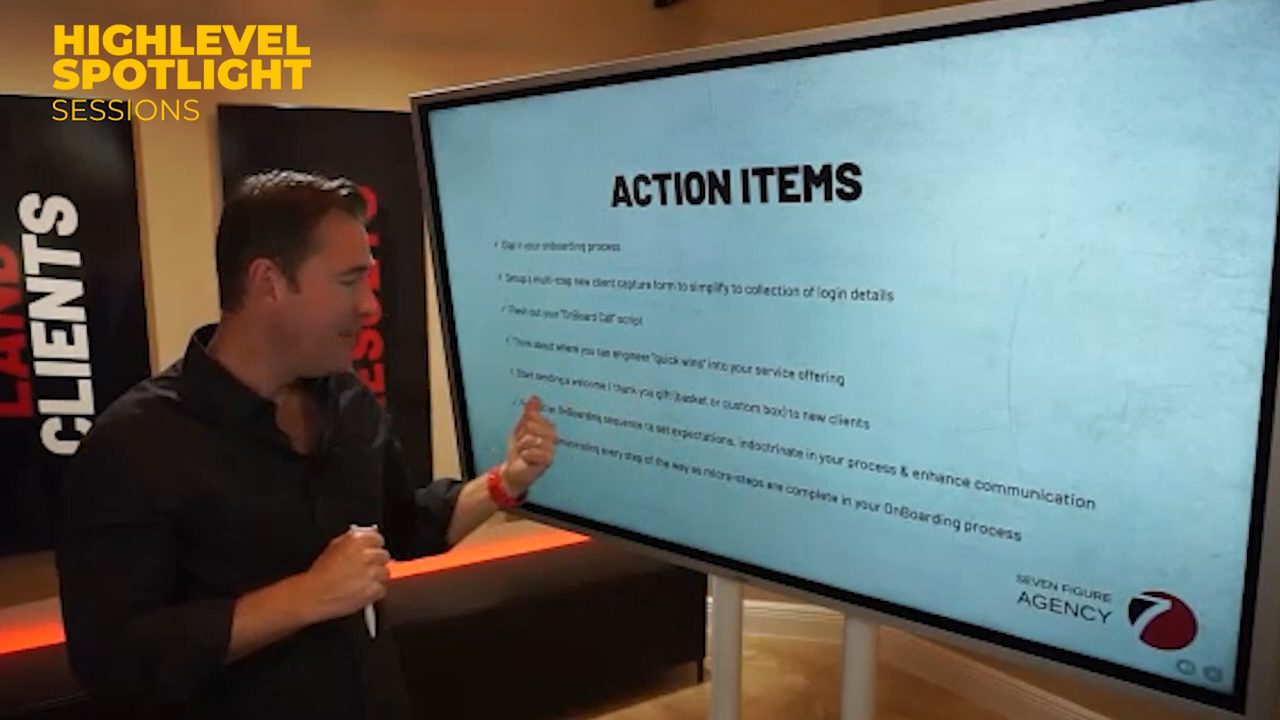 HIGHLEVEL
SPOTLIGHT
SESSIONS
LAND
CLIENTS
ACTION ITEMS
Dial in your onboarding process
Setup a multi-step new client capture form to simplify to collection of login details
Flesh out your "OnBoard Call" script
Think about where you can engineer "quick wins" into your service offering
Start sending a welcome / thank you gift (basket or custom box) to new clients
OnBoarding sequence to set expectations, indoctrinate in your process & enhance communication
every step of the way as micro-steps are complete in your OnBoarding process
SEVEN FIGURE
AGENCY
7